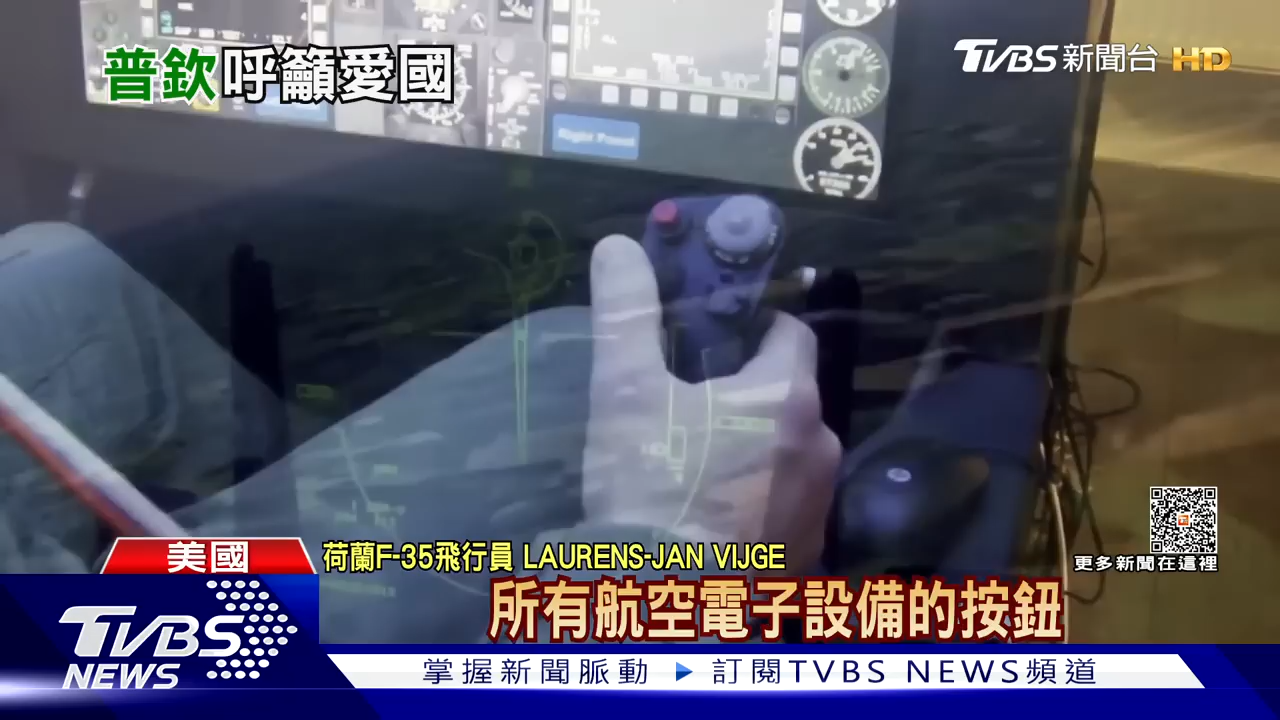 普欽呼籲愛國
TVBS新聞台 HD
Right Panel
更多新聞在這裡
美國
荷蘭F-35飛行員 LAURENS-JAN VIJGE
所有航空電子設備的按鈕
TVBS NEWS
掌握新聞脈動 ▶ 訂閱TVBS NEWS頻道